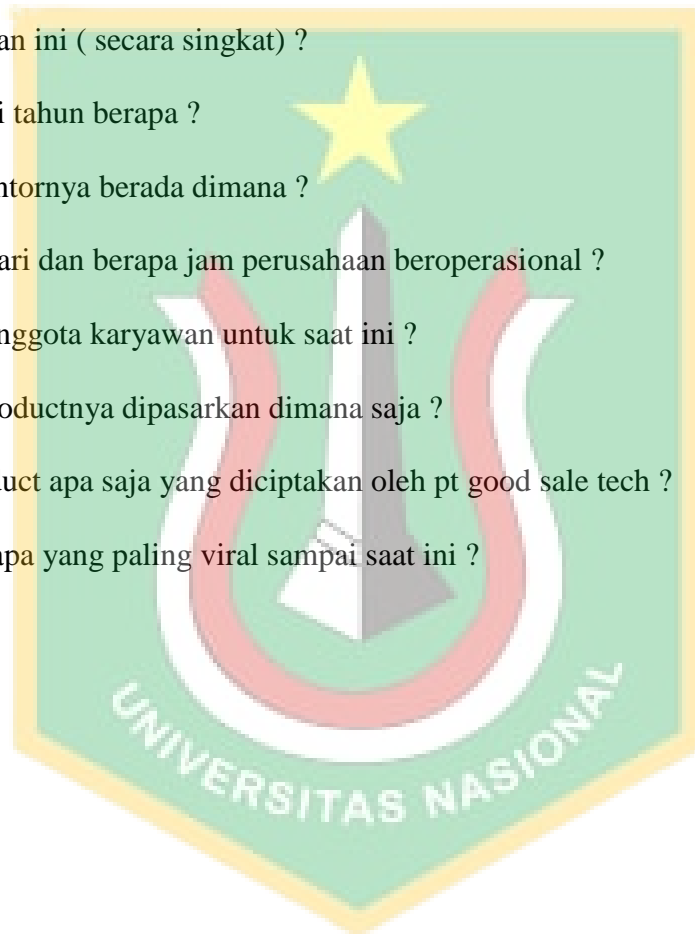 an ini ( secara singkat) ?
i tahun berapa ?
ntornya berada dimana ?
ari dan berapa jam perusahaan beroperasional ?
nggota karyawan untuk saat ini ?
oductnya dipasarkan dimana saja ?
uct apa saja yang diciptakan oleh pt good sale tech ?
apa yang paling viral sampai saat ini ?
UNIVERSITAS NASIONAL